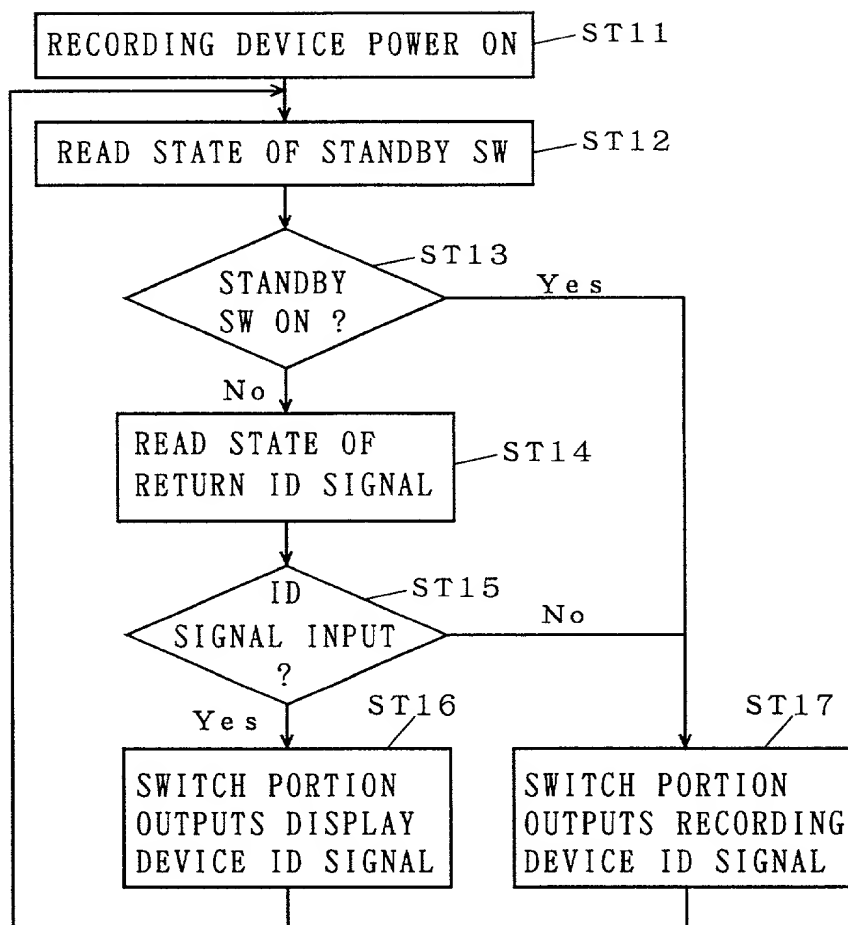 RECORDING DEVICE POWER ON
ST11
READ STATE OF STANDBY SW
ST12
ST13
STANDBY
SW ON ?
Yes
No
READ STATE OF
RETURN ID SIGNAL
ST14
ID
SIGNAL INPUT
?
ST15
No
Yes
ST16
ST17
SWITCH PORTION
OUTPUTS DISPLAY
DEVICE ID SIGNAL
SWITCH PORTION
OUTPUTS RECORDING
DEVICE ID SIGNAL